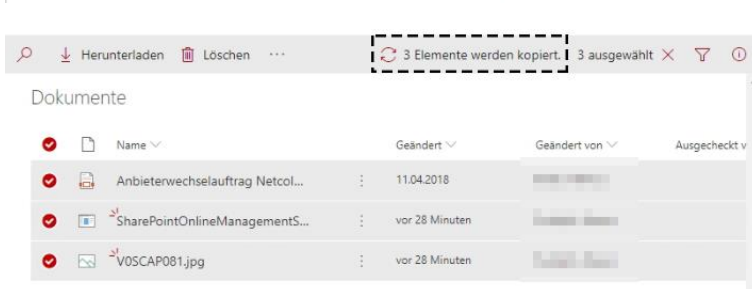 Herunterladen Löschen ... 3 Elemente werden kopiert. 3 ausgewählt
Dokumente
Name Geändert Geändert von Ausgecheckt v
Anbieterwechselauftrag Netcol... 11.04.2018
SharePointOnlineManagementS... vor 28 Minuten
V0SCAP081.jpg vor 28 Minuten